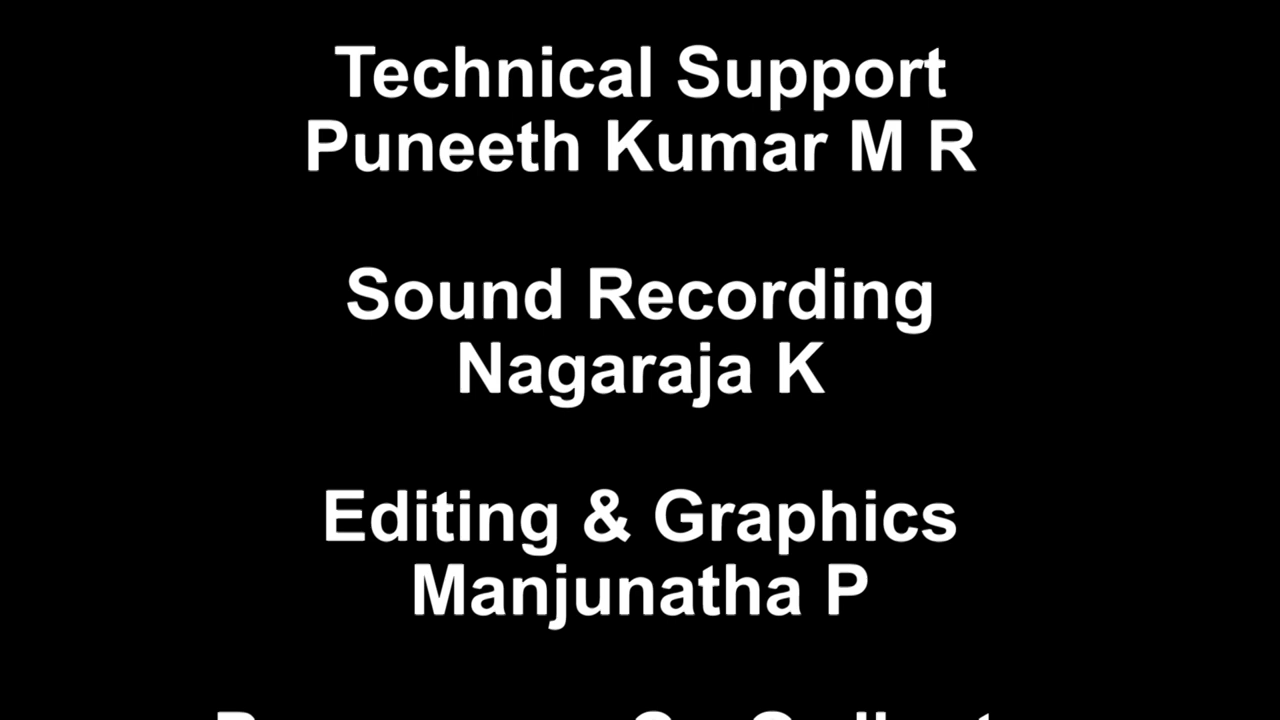 Technical Support
Puneeth Kumar M R
Sound Recording
Nagaraja K
Editing & Graphics
Manjunatha P